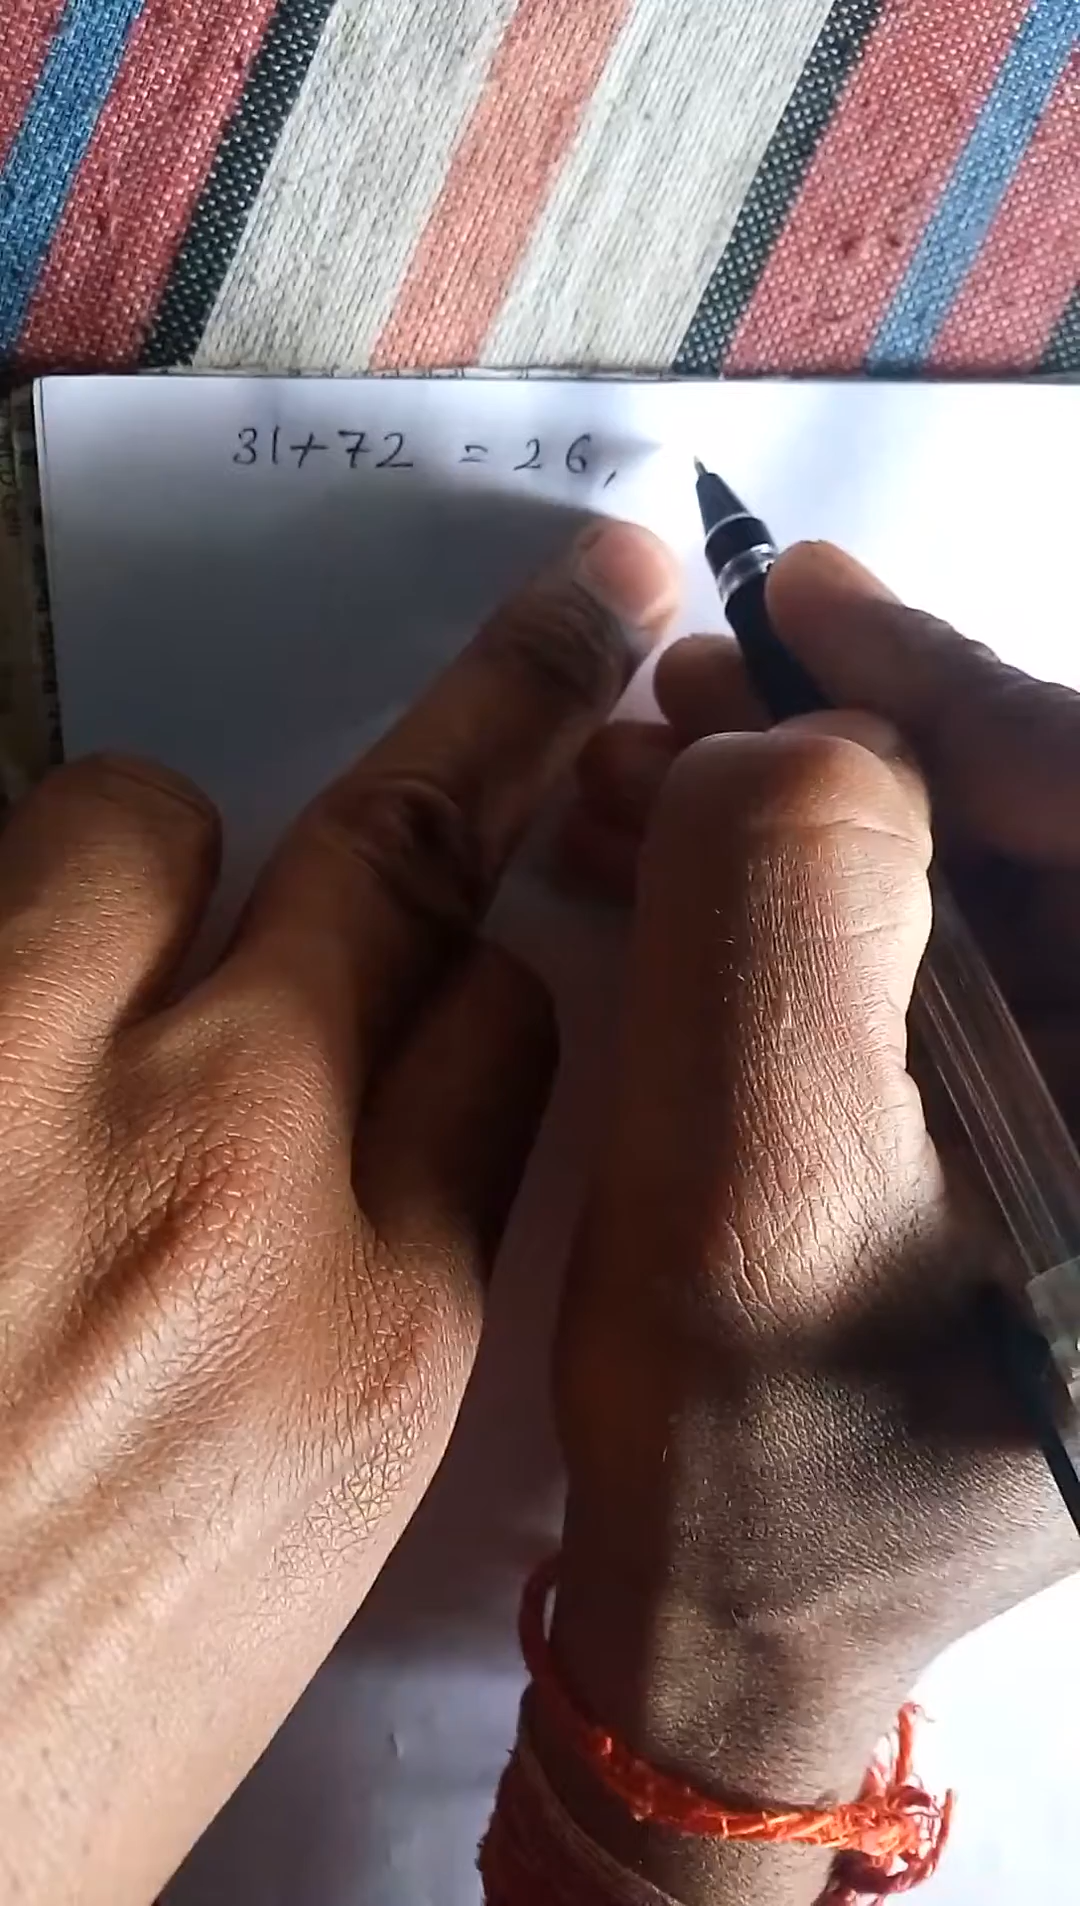 31+72 = 26,